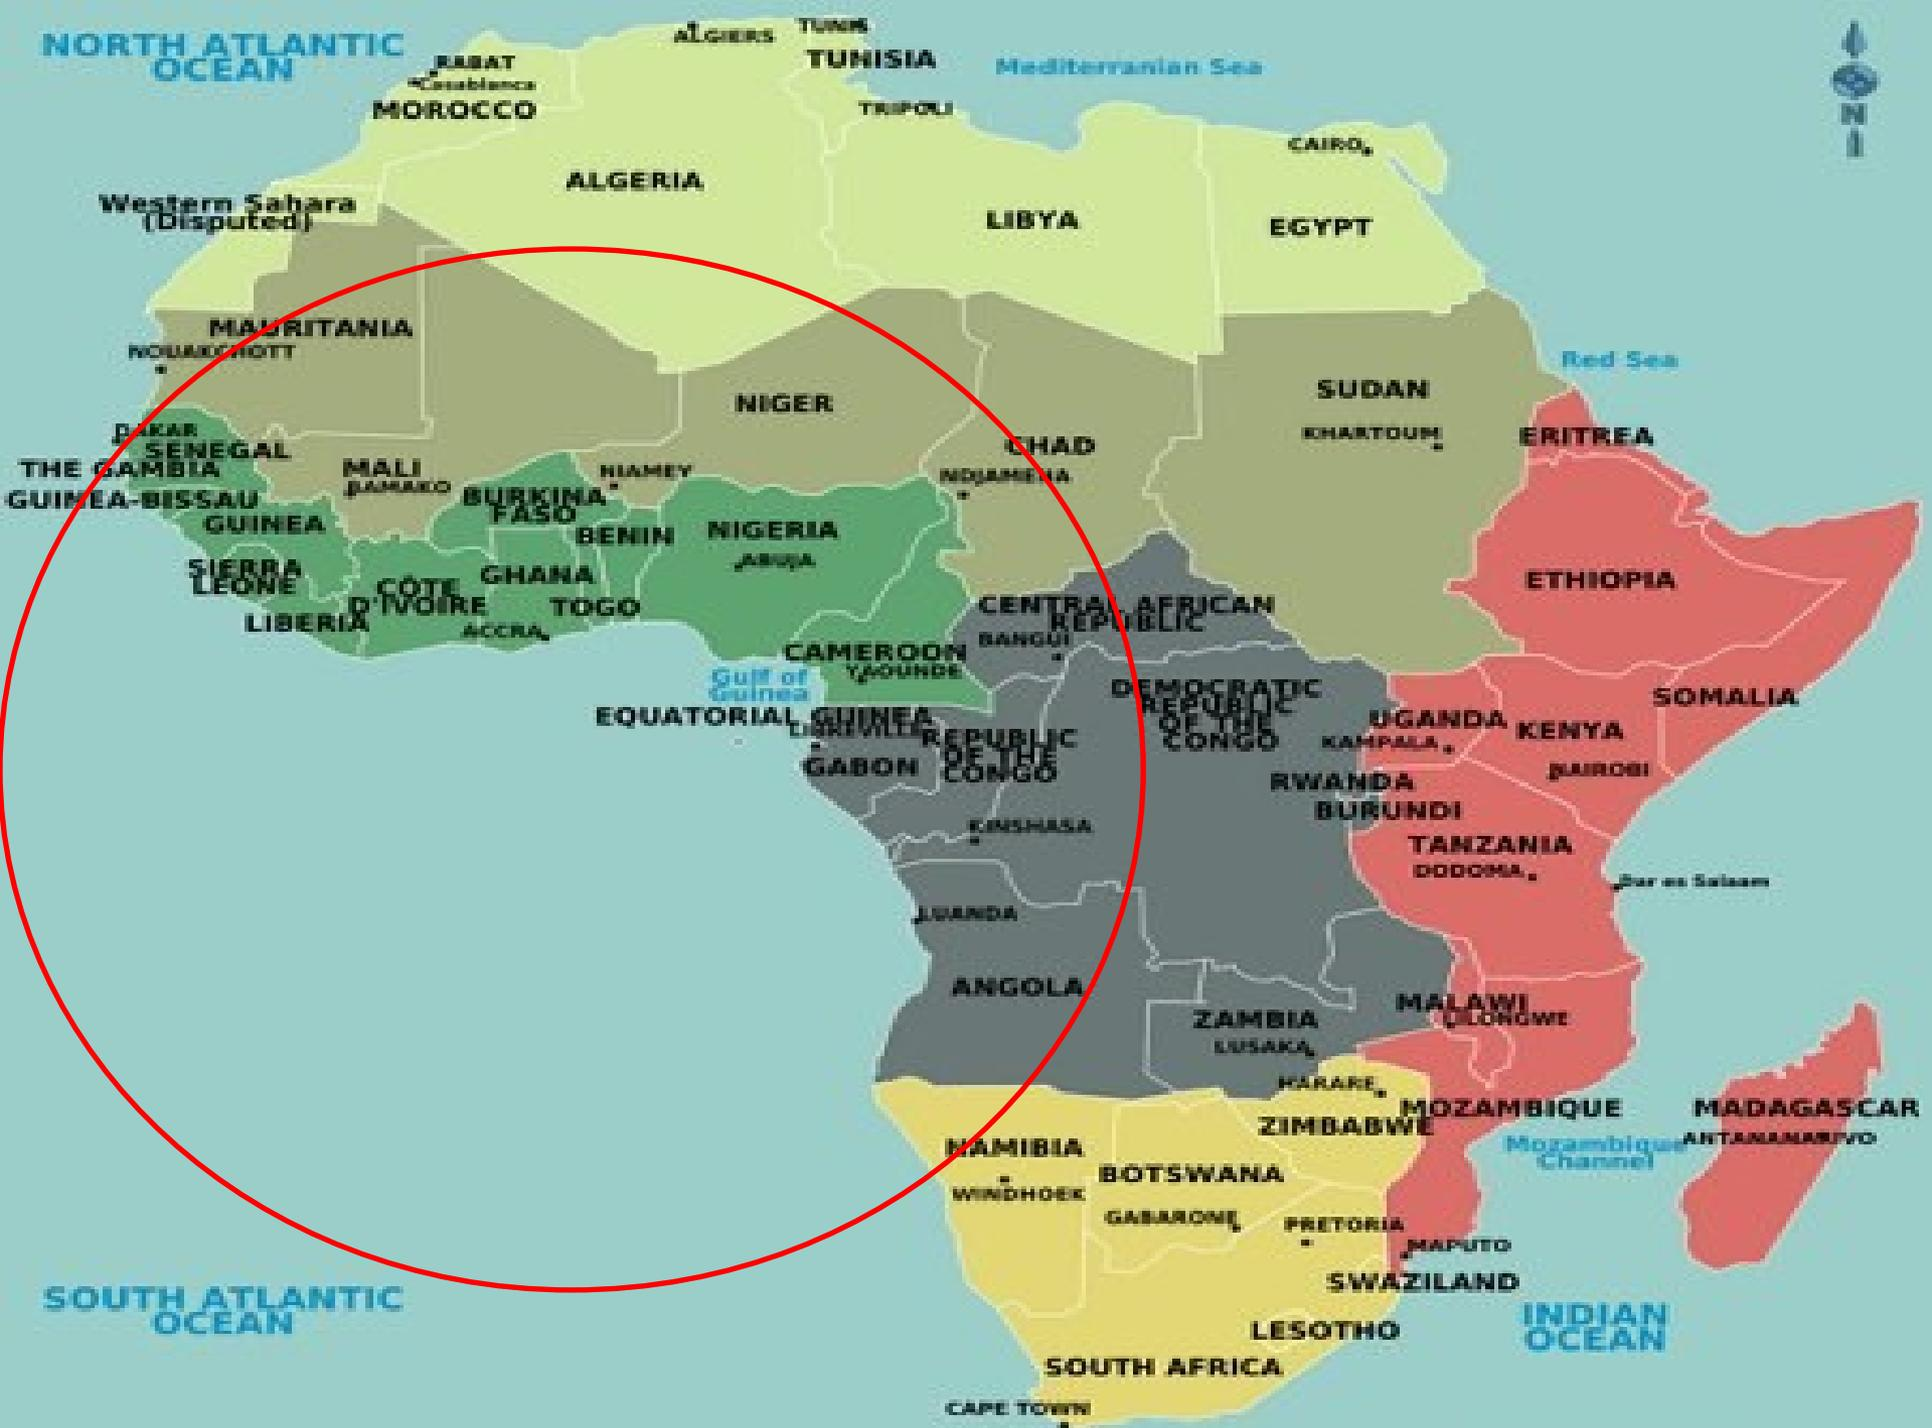 NORTH ATLANTIC
OCEAN
ALGIERS
TUNIS
TUNISIA
Mediterranian Sea
RABAT
Casablanca
MOROCCO
TRIPOLI
N
CAIRO
ALGERIA
Western Sahara
(Disputed)
LIBYA
EGYPT
MAURITANIA
NOUAKCHOTT
NIGER
SUDAN
Red Sea
KHARTOUM
ERITREA
CHAD
NDJAMENA
DAKAR
SENEGAL
THE GAMBIA
GUINEA-BISSAU
GUINEA
MALI
BAMAKO
NIAMEY
BURKINA
FASO
BENIN
NIGERIA
ABUJA
SIERRA
LEONE
CÔTE
D'IVOIRE
GHANA
TOGO
LIBERIA
ACCRA
ETHIOPIA
CENTRAL AFRICAN
REPUBLIC
BANGUI
CAMEROON
YAOUNDE
Gulf of
Guinea
EQUATORIAL GUINEA
LIBREVILLE
GABON
REPUBLIC
OF THE
CONGO
DEMOCRATIC
REPUBLIC
OF THE
CONGO
UGANDA
KAMPALA
KENYA
NAIROBI
SOMALIA
RWANDA
BURUNDI
KINSHASA
TANZANIA
DODOMA
Dar es Salaam
LUANDA
ANGOLA
ZAMBIA
LUSAKA
MALAWI
LILONGWE
HARARE
ZIMBABWE
MOZAMBIQUE
MADAGASCAR
ANTANANARIVO
Mozambique
Channel
NAMIBIA
WINDHOEK
BOTSWANA
GABARONE
PRETORIA
MAPUTO
SWAZILAND
LESOTHO
SOUTH AFRICA
CAPE TOWN
SOUTH ATLANTIC
OCEAN
INDIAN
OCEAN